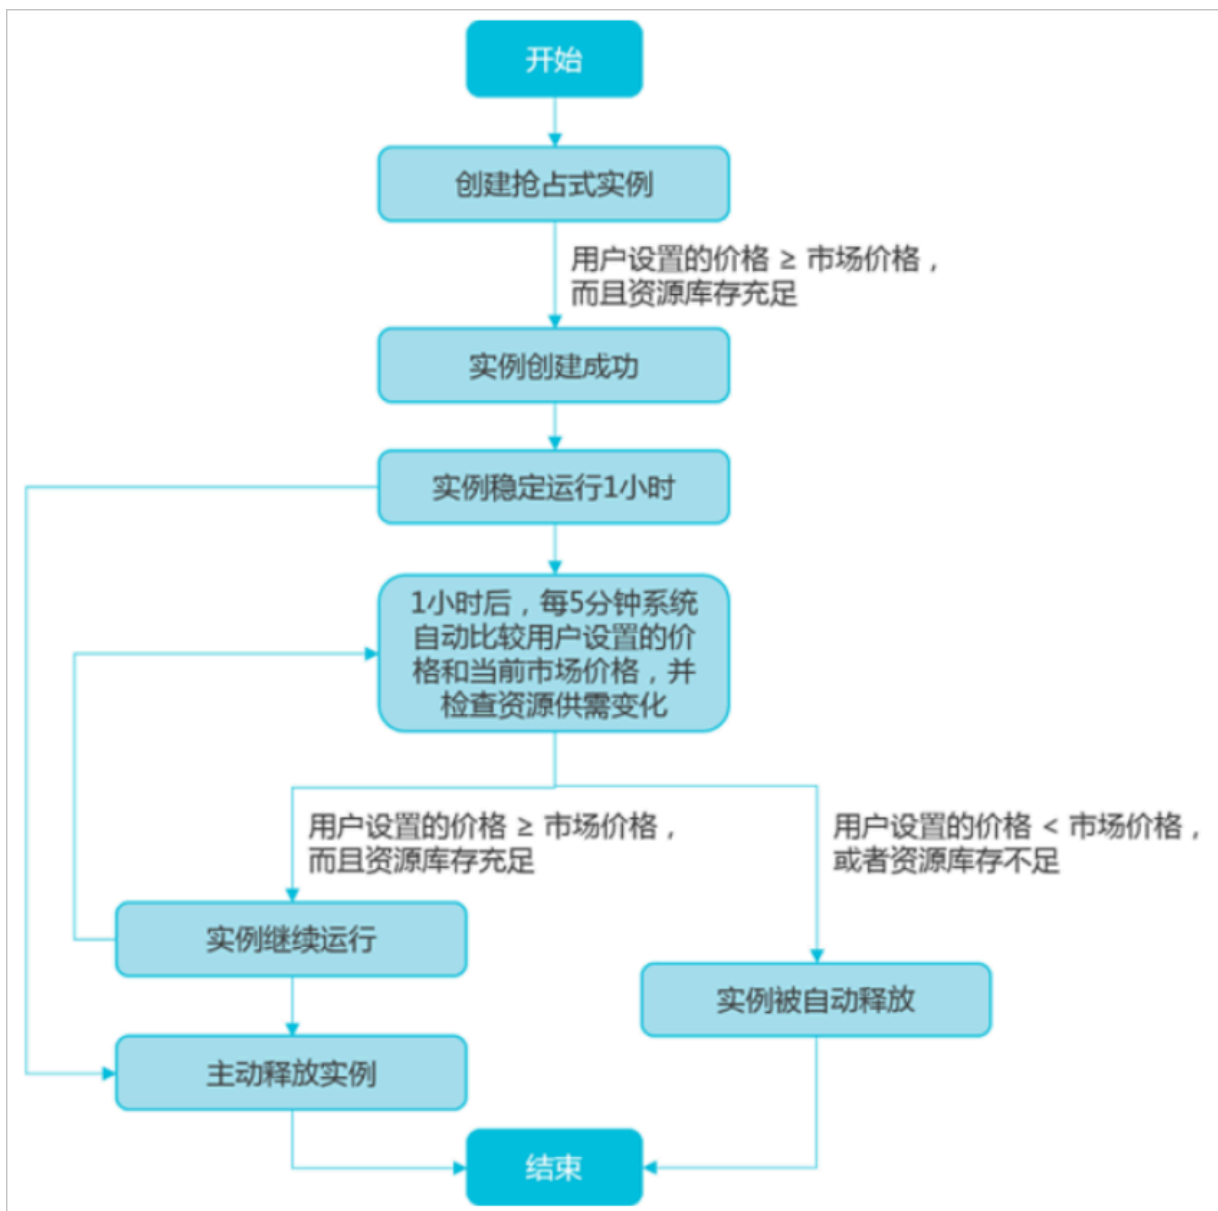 开始
创建抢占式实例
用户设置的价格 ≥ 市场价格，
而且资源库存充足
实例创建成功
实例稳定运行1小时
1小时后，每5分钟系统
自动比较用户设置的价
格和当前市场价格，并
检查资源供需变化
用户设置的价格 ≥ 市场价格，
而且资源库存充足
用户设置的价格 < 市场价格，
或者资源库存不足
实例继续运行
实例被自动释放
主动释放实例
结束